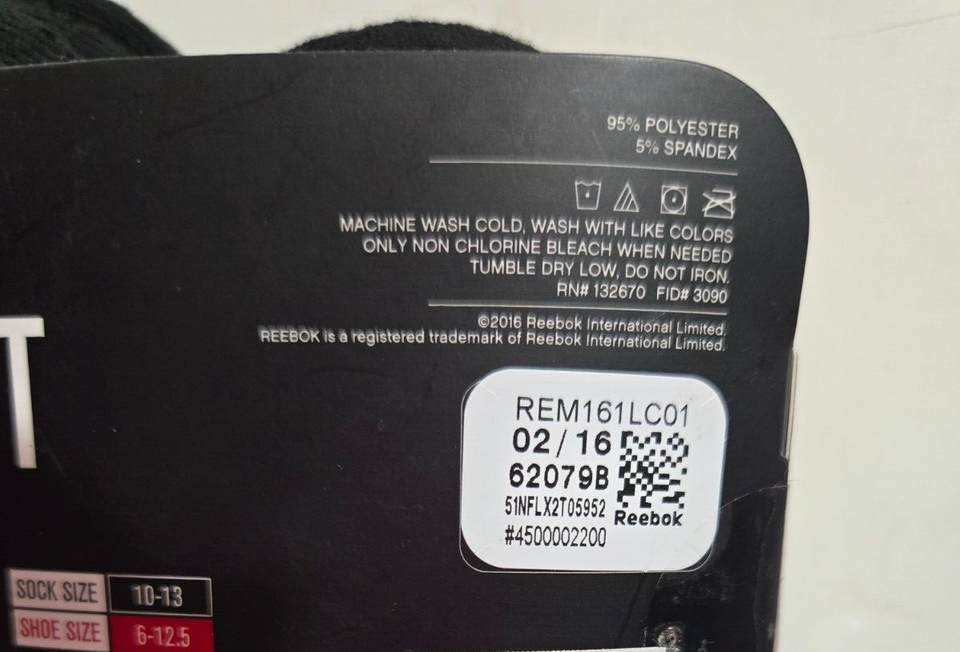 95% POLYESTER
5% SPANDEX
MACHINE WASH COLD, WASH WITH LIKE COLORS
ONLY NON CHLORINE BLEACH WHEN NEEDED
TUMBLE DRY LOW, DO NOT IRON.
RN# 132670 FID# 3090
©2016 Reebok International Limited.
REEBOK is a registered trademark of Reebok International Limited.
T
REM161LC01
02/16
62079B
51NFLX2T05952
Reebok
#4500002200
SOCK SIZE 10-13
SHOE SIZE 6-12.5